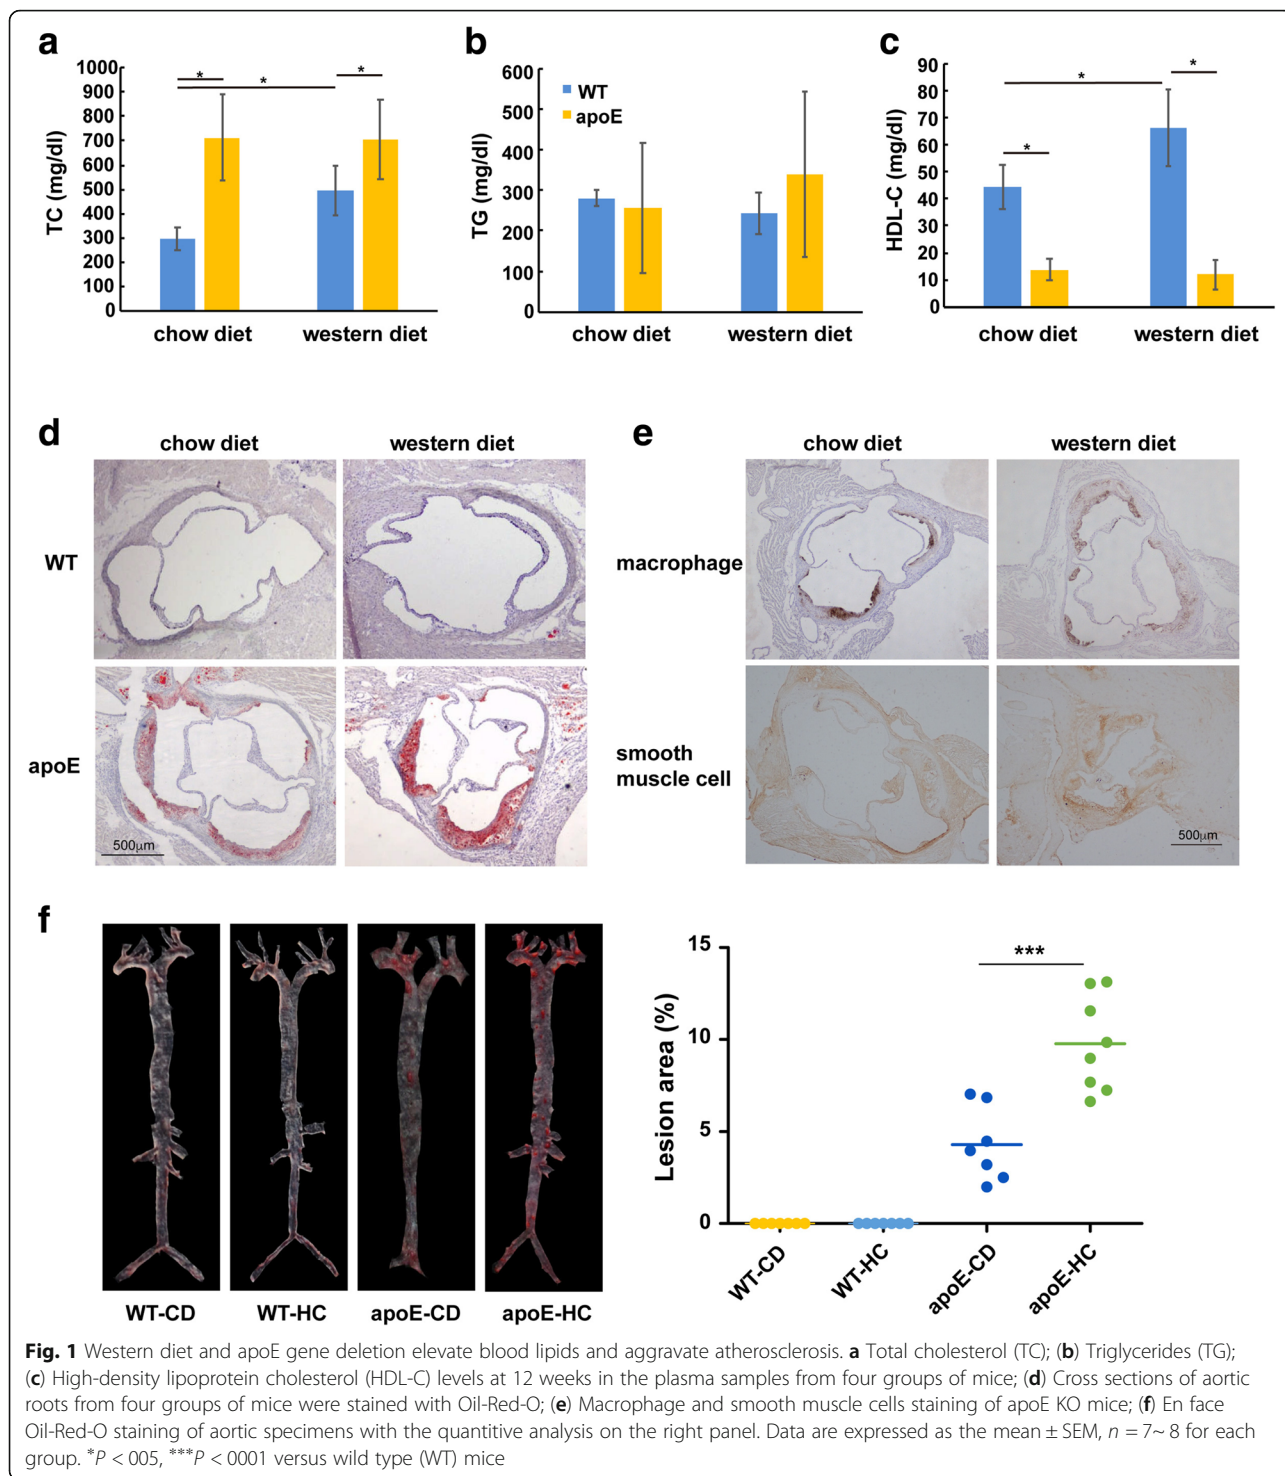 a
1000
900
800
700
600
500
400
300
200
100
0
TC (mg/dl)
*
*
*
chow diet
western diet
b
600
500
400
300
200
100
0
TG (mg/dl)
WT
apoE
chow diet
western diet
c
90
80
70
60
50
40
30
20
10
0
HDL-C (mg/dl)
*
*
*
chow diet
western diet
d
chow diet
western diet
WT
apoE
500μm
e
chow diet
western diet
macrophage
smooth
muscle cell
500μm
f
WT-CD
WT-HC
apoE-CD
apoE-HC
15
10
5
0
Lesion area (%)
***
WT-CD
WT-HC
apoE-CD
apoE-HC
Fig. 1 Western diet and apoE gene deletion elevate blood lipids and aggravate atherosclerosis. a Total cholesterol (TC); (b) Triglycerides (TG);
(c) High-density lipoprotein cholesterol (HDL-C) levels at 12 weeks in the plasma samples from four groups of mice; (d) Cross sections of aortic
roots from four groups of mice were stained with Oil-Red-O; (e) Macrophage and smooth muscle cells staining of apoE KO mice; (f) En face
Oil-Red-O staining of aortic specimens with the quantitive analysis on the right panel. Data are expressed as the mean ± SEM, n = 7~ 8 for each
group. *P < 005, ***P < 0001 versus wild type (WT) mice